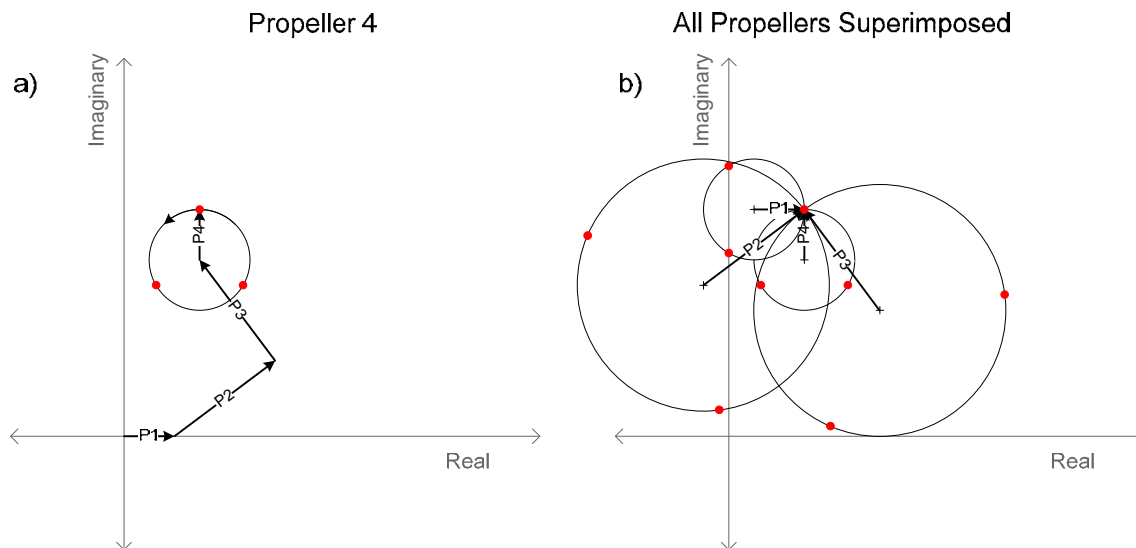 Propeller 4
All Propellers Superimposed
a)
Imaginary
P4
P3
P2
P1
Real
b)
Imaginary
P1
P2
P4
P3
Real